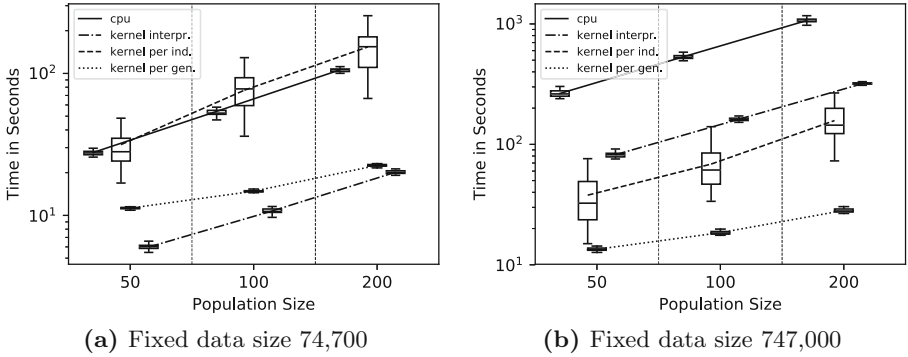 cpu
kernel interpr.
kernel per ind.
kernel per gen.
10²
10¹
Time in Seconds
50
100
200
Population Size
(a) Fixed data size 74,700
cpu
kernel interpr.
kernel per ind.
kernel per gen.
10³
10²
10¹
Time in Seconds
50
100
200
Population Size
(b) Fixed data size 747,000